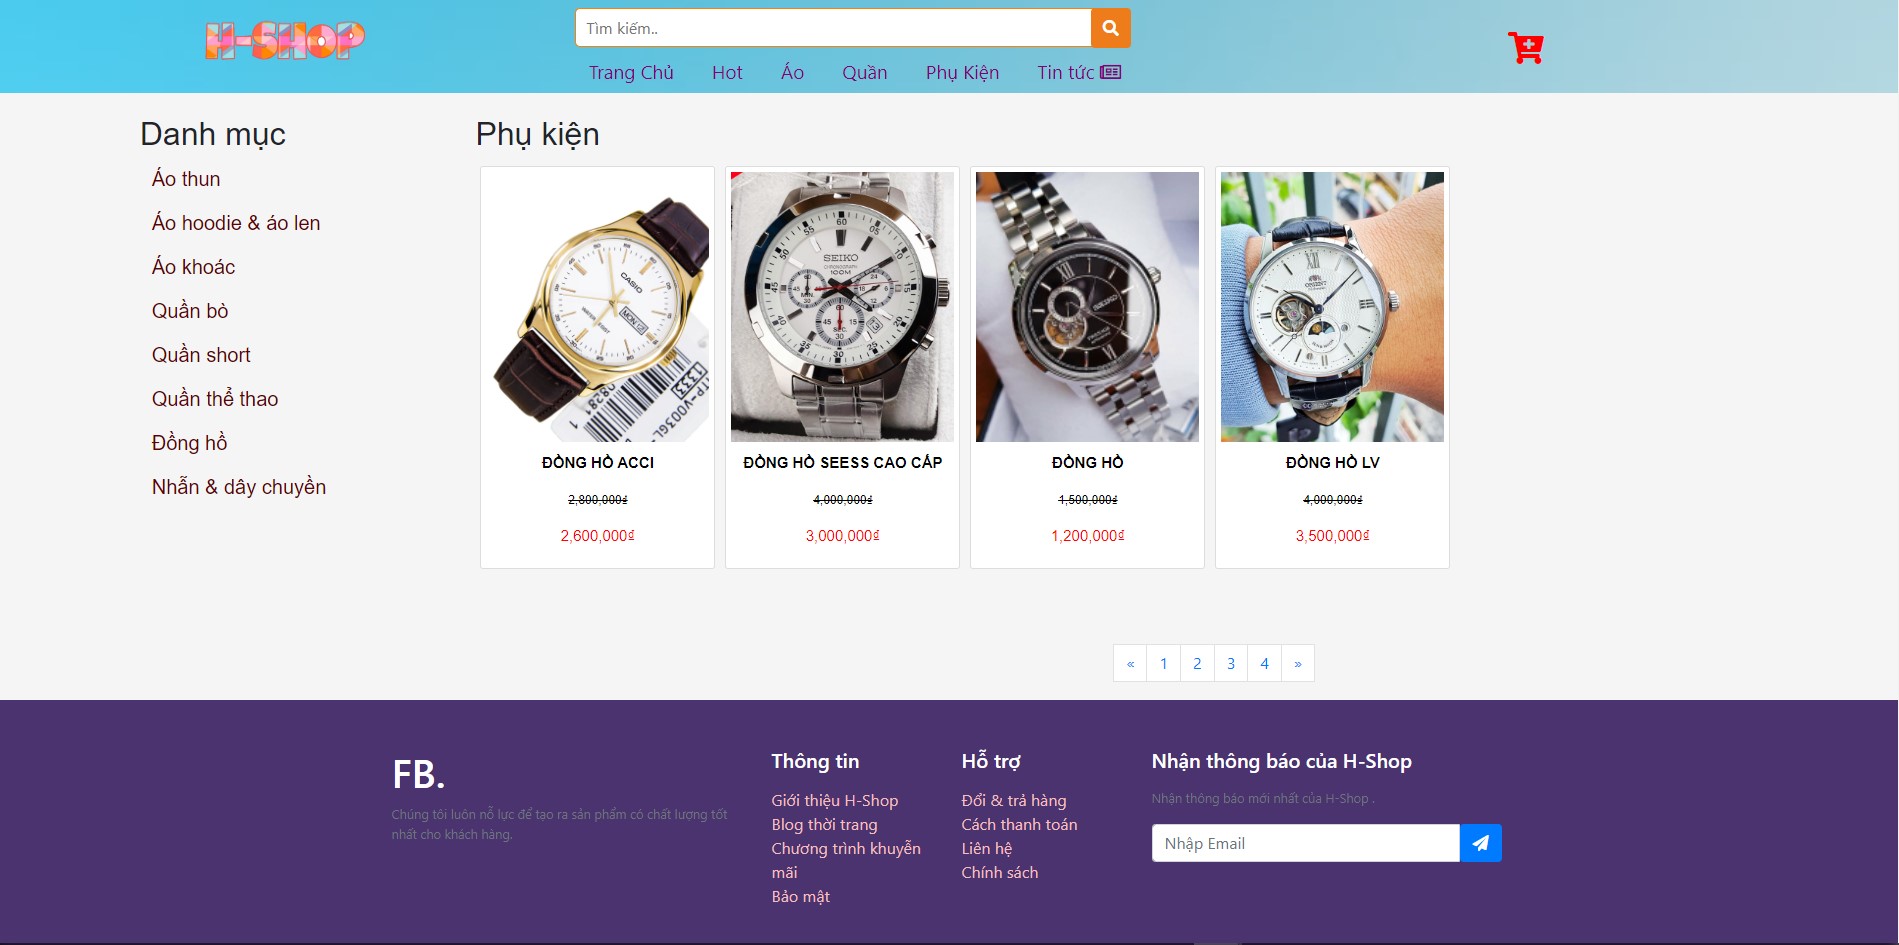 H-SHOP
Tìm kiếm..
Trang Chủ Hot Áo Quần Phụ Kiện Tin tức
Danh mục
Áo thun
Áo hoodie & áo len
Áo khoác
Quần bò
Quần short
Quần thể thao
Đồng hồ
Nhẫn & dây chuyền
Phụ kiện
CASIO
SEIKO
CHRONOGRAPH
100M
SEIKO
ORIENT
ĐỒNG HỒ ACCI
2,800,000₫
2,600,000₫
ĐỒNG HỒ SEESS CAO CẤP
4,000,000₫
3,000,000₫
ĐỒNG HỒ
1,500,000₫
1,200,000₫
ĐỒNG HỒ LV
4,000,000₫
3,500,000₫
« 1 2 3 4 »
FB.
Chúng tôi luôn nỗ lực để tạo ra sản phẩm có chất lượng tốt
nhất cho khách hàng.
Thông tin
Giới thiệu H-Shop
Blog thời trang
Chương trình khuyễn
mãi
Bảo mật
Hỗ trợ
Đổi & trả hàng
Cách thanh toán
Liên hệ
Chính sách
Nhận thông báo của H-Shop
Nhận thông báo mới nhất của H-Shop .
Nhập Email